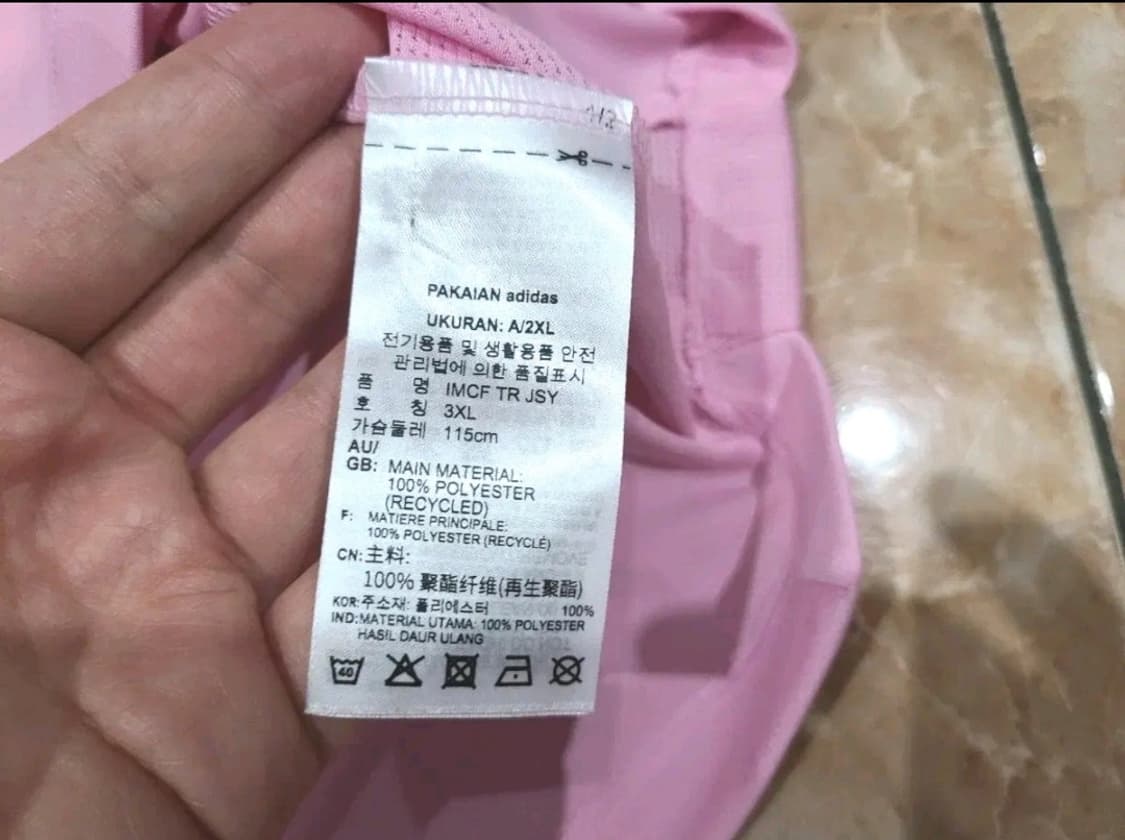 PAKAIAN adidas
UKURAN: A/2XL
전기용품 및 생활용품 안전
관리법에 의한 품질표시
품 명 IMCF TR JSY
호 칭 3XL
가슴둘레 115cm
AU/
GB: MAIN MATERIAL:
100% POLYESTER
(RECYCLED)
F: MATIERE PRINCIPALE:
100% POLYESTER (RECYCLÉ)
CN: 主料:
100% 聚酯纤维(再生聚酯)
KOR: 주소재: 폴리에스터 100%
IND: MATERIAL UTAMA: 100% POLYESTER
HASIL DAUR ULANG
40